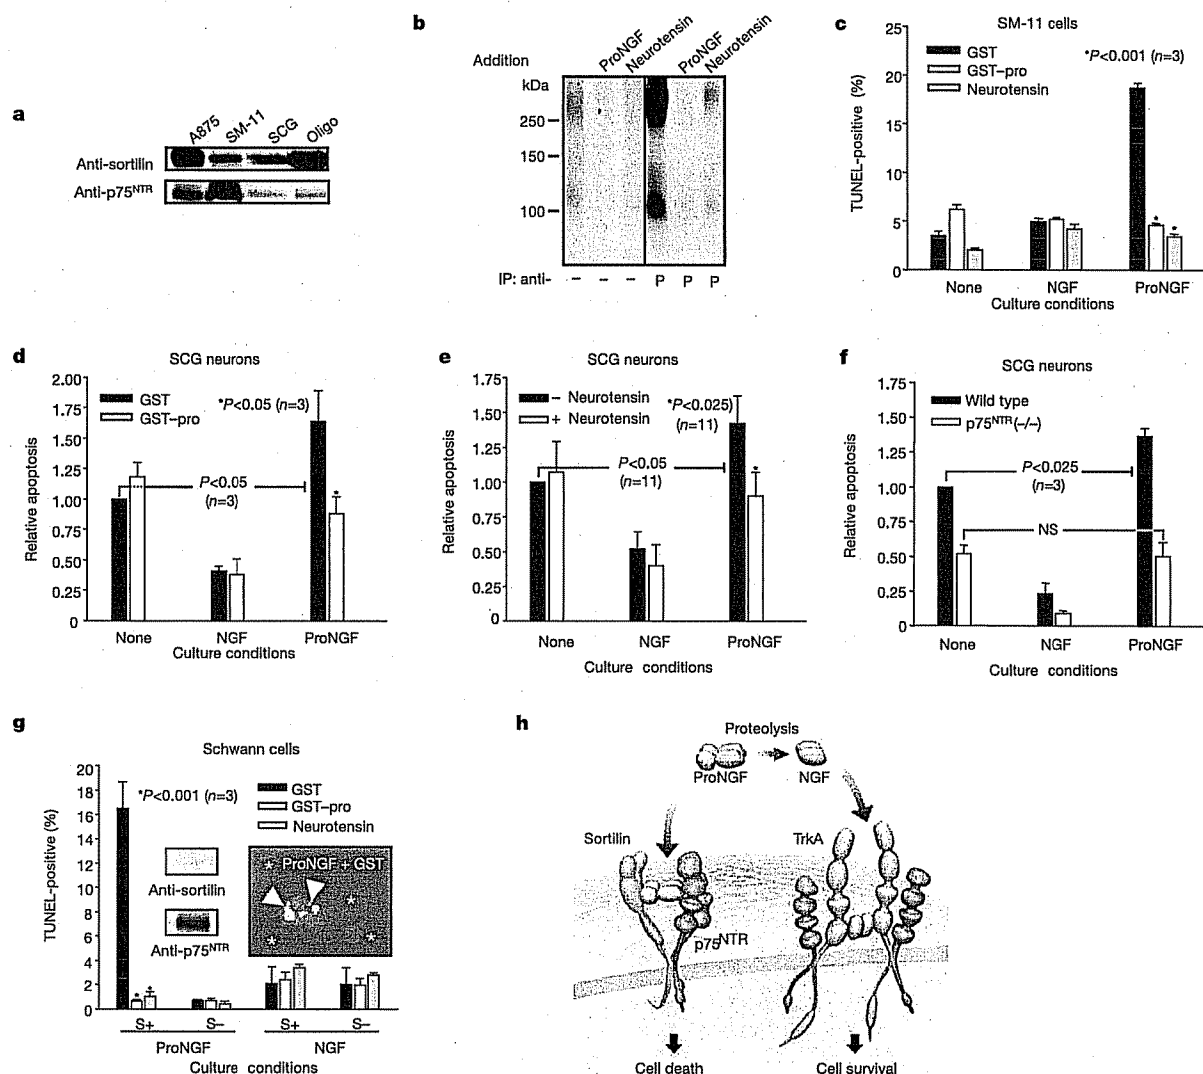 a
A875 SM-11 SCG Oligo
Anti-sortilin
Anti-p75NTR
b
Addition
ProNGF Neurotensin ProNGF Neurotensin
kDa
250
150
100
IP: anti- – – – P P P
c
SM-11 cells
GST
GST–pro
Neurotensin
*P<0.001 (n=3)
TUNEL-positive (%)
25
20
15
10
5
0
* *
None NGF ProNGF
Culture conditions
d
SCG neurons
GST
GST–pro
*P<0.05 (n=3)
Relative apoptosis
2.00
1.75
1.50
1.25
1.00
0.75
0.50
0.25
0
P<0.05
(n=3)
*
None NGF ProNGF
Culture conditions
e
SCG neurons
– Neurotensin
+ Neurotensin
*P<0.025)
(n=11)
Relative apoptosis
1.75
1.50
1.25
1.00
0.75
0.50
0.25
0
P<0.05
(n=11)
*
None NGF ProNGF
Culture conditions
f
SCG neurons
Wild type
p75NTR(–/–)
Relative apoptosis
1.75
1.50
1.25
1.00
0.75
0.50
0.25
0
P<0.025
(n=3)
NS
None NGF ProNGF
Culture conditions
g
Schwann cells
*P<0.001 (n=3)
GST
GST–pro
Neurotensin
TUNEL-positive (%)
20
18
16
14
12
10
8
6
4
2
0
Anti-sortilin
Anti-p75NTR
* ProNGF + GST
* *
S+ S– S+ S–
ProNGF NGF
Culture conditions
h
Proteolysis
ProNGF NGF
Sortilin
TrkA
p75NTR
Cell death Cell survival